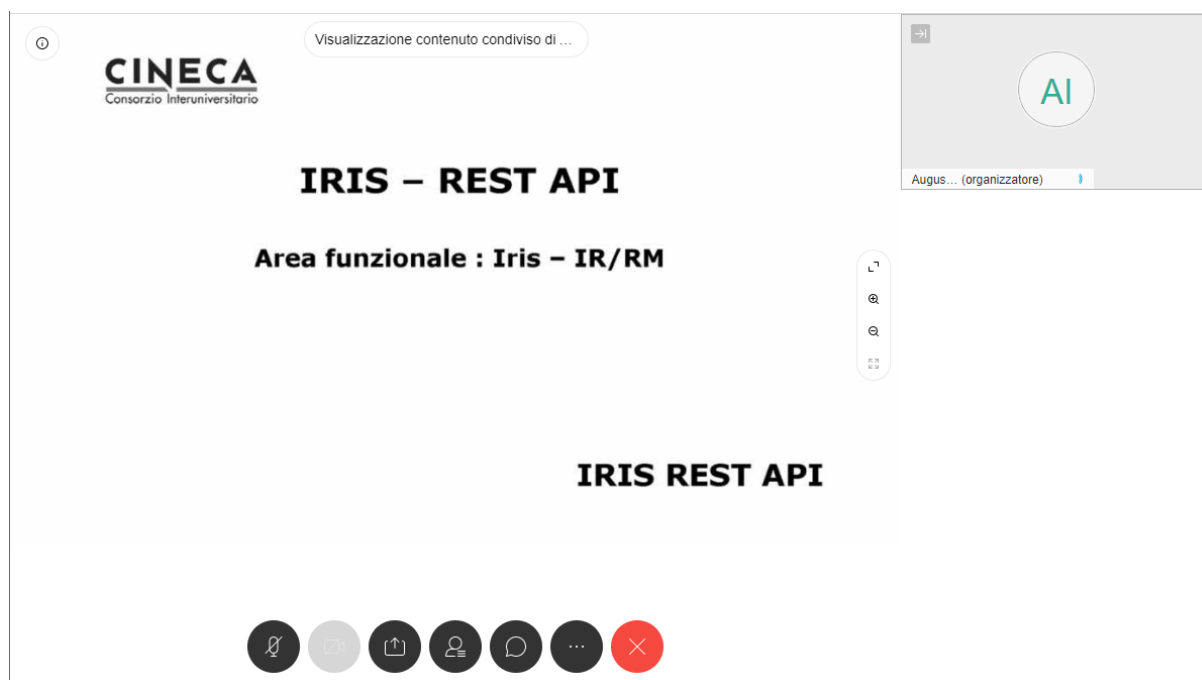 Visualizzazione contenuto condiviso di ...
CINECA
Consorzio Interuniversitario
IRIS – REST API
Area funzionale : Iris – IR/RM
IRIS REST API
AI
Augus... (organizzatore)